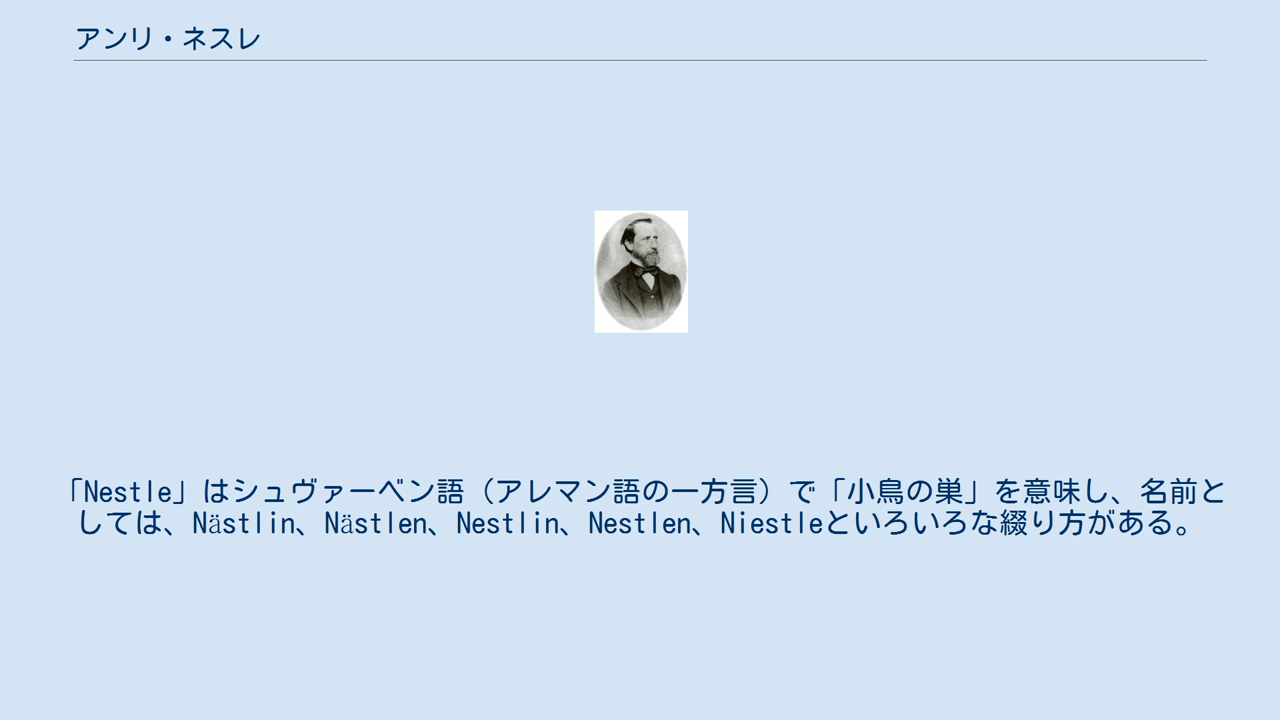 アンリ・ネスレ
「Nestle」はシュヴァーベン語（アレマン語の一方言）で「小鳥の巣」を意味し、名前と
しては、Nästlin、Nästlen、Nestlin、Nestlen、Niestleといろいろな綴り方がある。